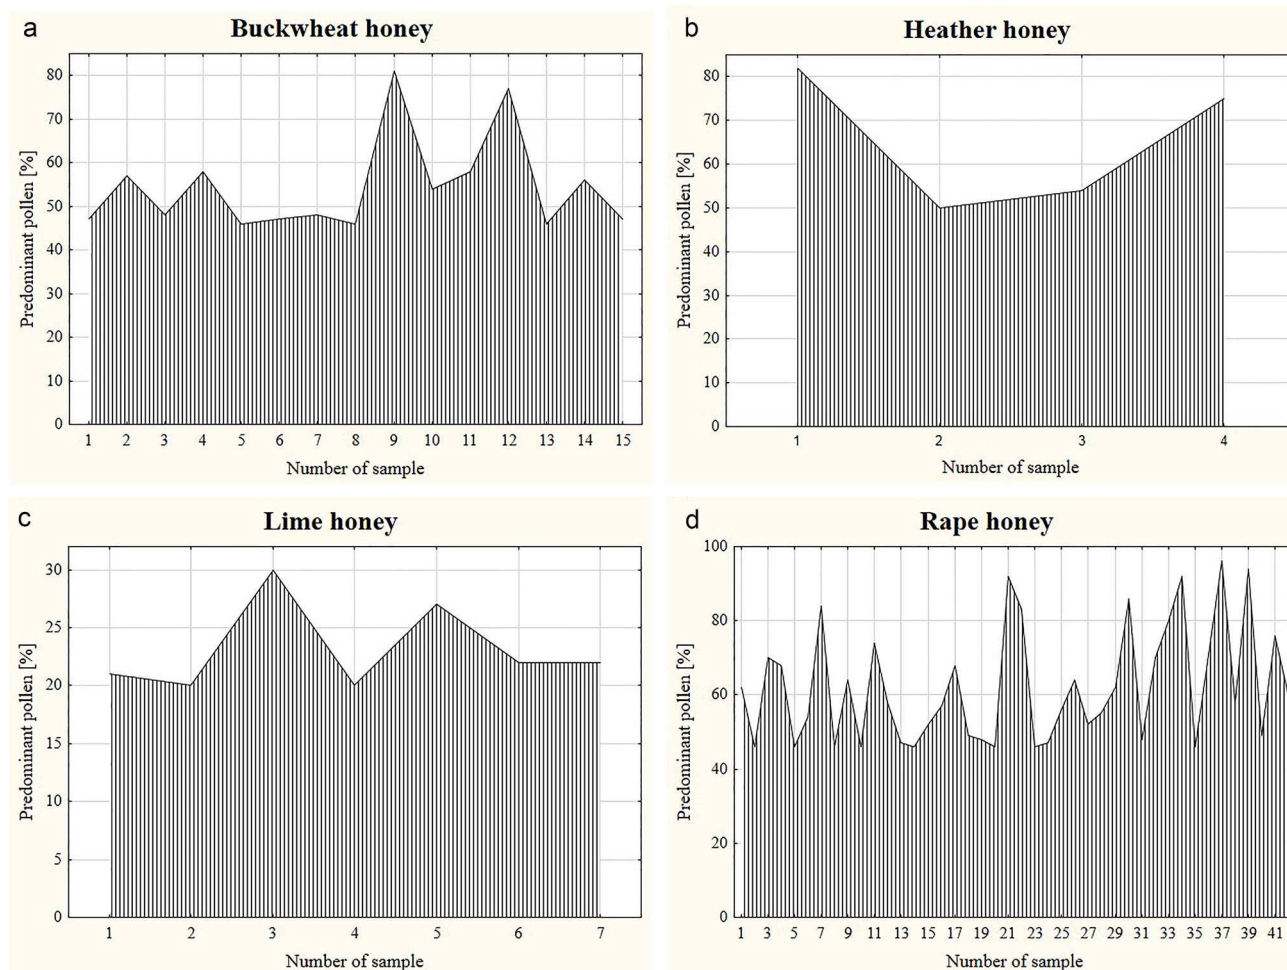 a
Buckwheat honey
Predominant pollen [%]
80
70
60
50
40
30
20
10
0
1 2 3 4 5 6 7 8 9 10 11 12 13 14 15
Number of sample
b
Heather honey
Predominant pollen [%]
80
70
60
50
40
30
20
10
0
1 2 3 4
Number of sample
c
Lime honey
Predominant pollen [%]
30
25
20
15
10
5
0
1 2 3 4 5 6 7
Number of sample
d
Rape honey
Predominant pollen [%]
100
80
60
40
20
0
1 3 5 7 9 11 13 15 17 19 21 23 25 27 29 31 33 35 37 39 41
Number of sample